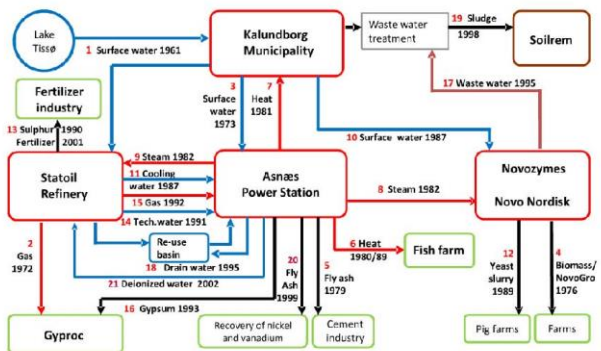 Lake
Tissø
1 Surface water 1961
Kalundborg
Municipality
Waste water
treatment
19 Sludge
1998
Soilrem
Fertilizer
industry
3
Surface
water
1973
7
Heat
1981
17 Waste water 1995
13 Sulphur 1990
Fertilizer 2001
10 Surface water 1987
9 Steam 1982
11 Cooling
water 1987
15 Gas 1992
14 Tech.water 1991
Statoil
Refinery
Asnæs
Power Station
8 Steam 1982
Novozymes
Novo Nordisk
2
Gas
1972
Re-use
basin
18 Drain water 1995
21 Deionized water 2002
16 Gypsum 1993
20
Fly
Ash
1999
5
Fly ash
1979
6 Heat
1980/89
Fish farm
12
Yeast
slurry
1989
4
Biomass/
NovoGro
1976
Gyproc
Recovery of nickel
and vanadium
Cement
industry
Pig farms
Farms